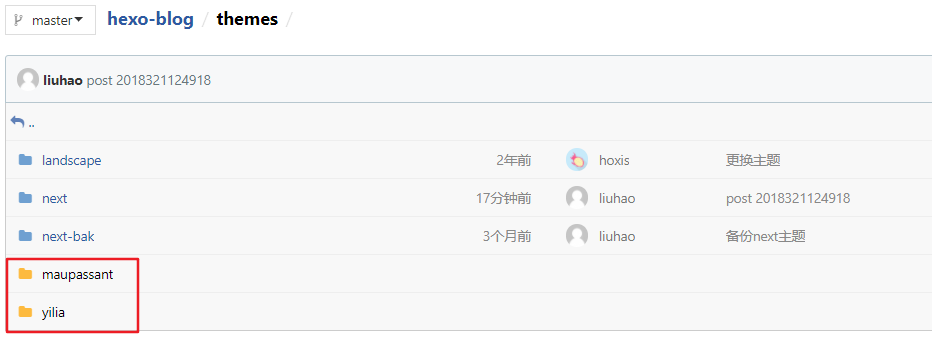 master hexo-blog / themes /
liuhao post 2018321124918
..
landscape 2年前 hoxis 更换主题
next 17分钟前 liuhao post 2018321124918
next-bak 3个月前 liuhao 备份next主题
maupassant
yilia